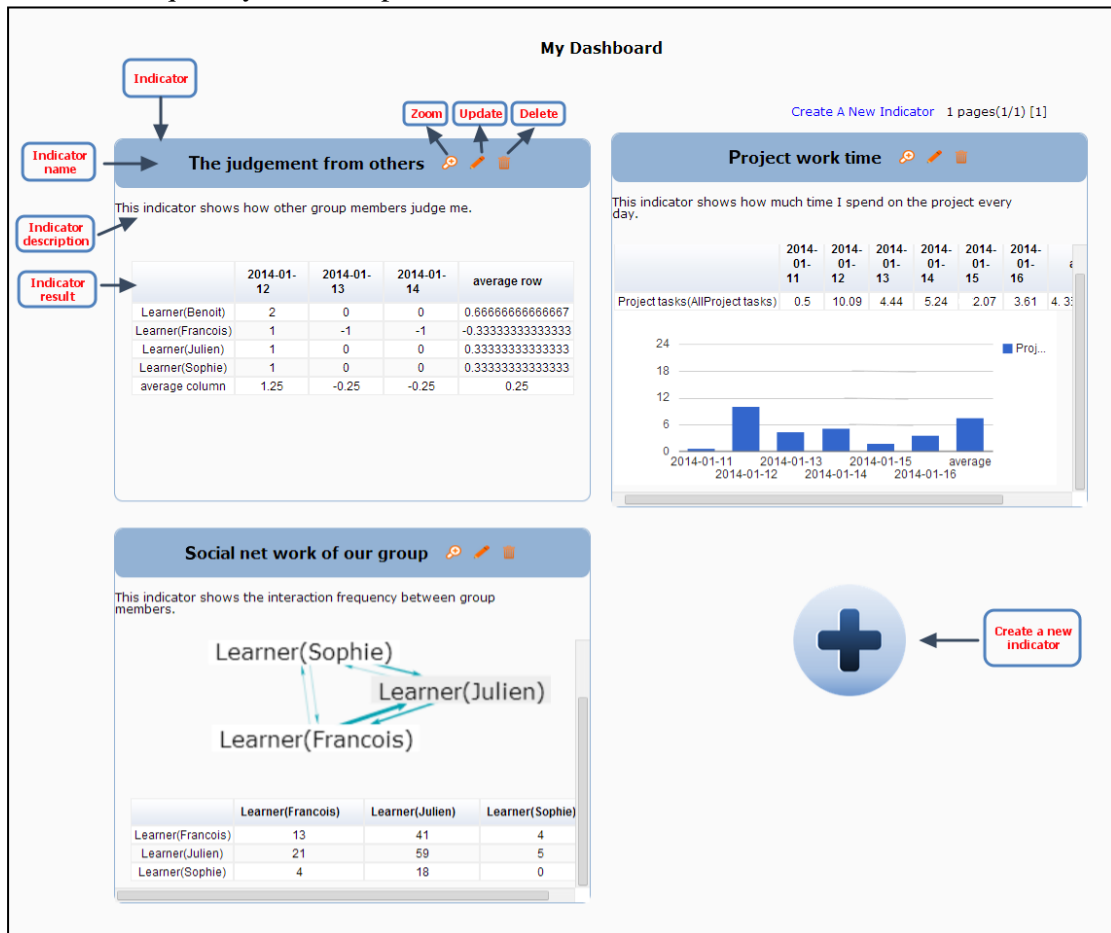 My Dashboard
Indicator
Zoom
Update
Delete
Create A New Indicator 1 pages(1/1) [1]
Indicator
name
The judgement from others
Project work time
This indicator shows how other group members judge me.
Indicator
description
This indicator shows how much time I spend on the project every
day.
Indicator
result
2014-01-
12
2014-01-
13
2014-01-
14
average row
Learner(Benoit) 2 0 0 0.66666666666667
Learner(Francois) 1 -1 -1 -0.33333333333333
Learner(Julien) 1 0 0 0.33333333333333
Learner(Sophie) 1 0 0 0.33333333333333
average column 1.25 -0.25 -0.25 0.25
2014-
01-
11
2014-
01-
12
2014-
01-
13
2014-
01-
14
2014-
01-
15
2014-
01-
16
Project tasks(AllProject tasks) 0.5 10.09 4.44 5.24 2.07 3.61
24
18
12
6
0
Proj...
2014-01-11 2014-01-13 2014-01-15 average
2014-01-12 2014-01-14 2014-01-16
Social net work of our group
This indicator shows the interaction frequency between group
members.
Learner(Sophie)
Learner(Julien)
Learner(Francois)
Learner(Francois) Learner(Julien) Learner(Sophie)
Learner(Francois) 13 41 4
Learner(Julien) 21 59 5
Learner(Sophie) 4 18 0
Create a new
indicator